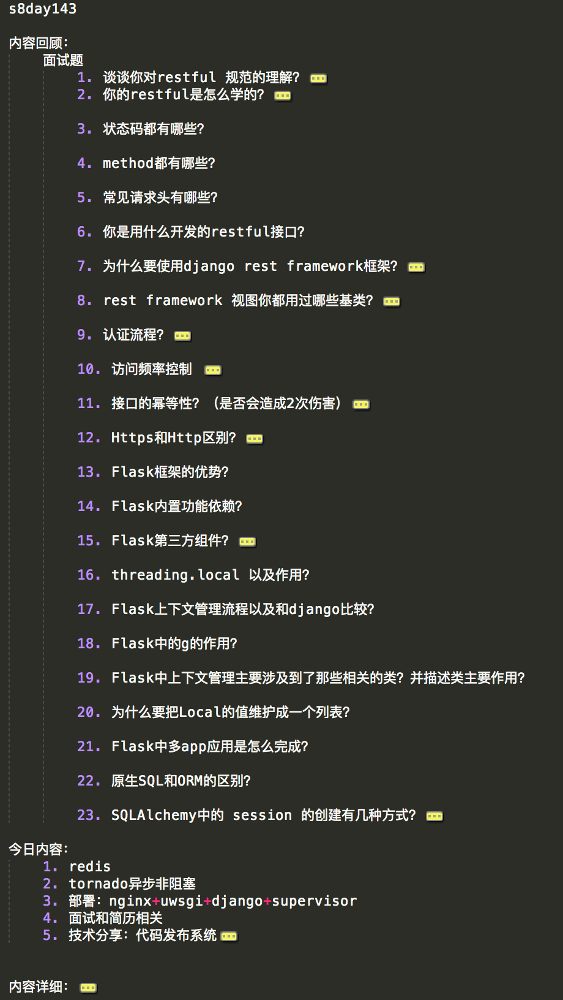 s8day143
内容回顾：
面试题
1. 谈谈你对restful 规范的理解？
2. 你的restful是怎么学的？
3. 状态码都有哪些？
4. method都有哪些？
5. 常见请求头有哪些？
6. 你是用什么开发的restful接口？
7. 为什么要使用django rest framework框架？
8. rest framework 视图你都用过哪些基类？
9. 认证流程？
10. 访问频率控制
11. 接口的幂等性？（是否会造成2次伤害）
12. Https和Http区别？
13. Flask框架的优势？
14. Flask内置功能依赖？
15. Flask第三方组件？
16. threading.local 以及作用？
17. Flask上下文管理流程以及和django比较？
18. Flask中的g的作用？
19. Flask中上下文管理主要涉及到了那些相关的类？并描述类主要作用？
20. 为什么要把Local的值维护成一个列表？
21. Flask中多app应用是怎么完成？
22. 原生SQL和ORM的区别？
23. SQLAlchemy中的 session 的创建有几种方式？
今日内容：
1. redis
2. tornado异步非阻塞
3. 部署：nginx+uwsgi+django+supervisor
4. 面试和简历相关
5. 技术分享：代码发布系统
内容详细：